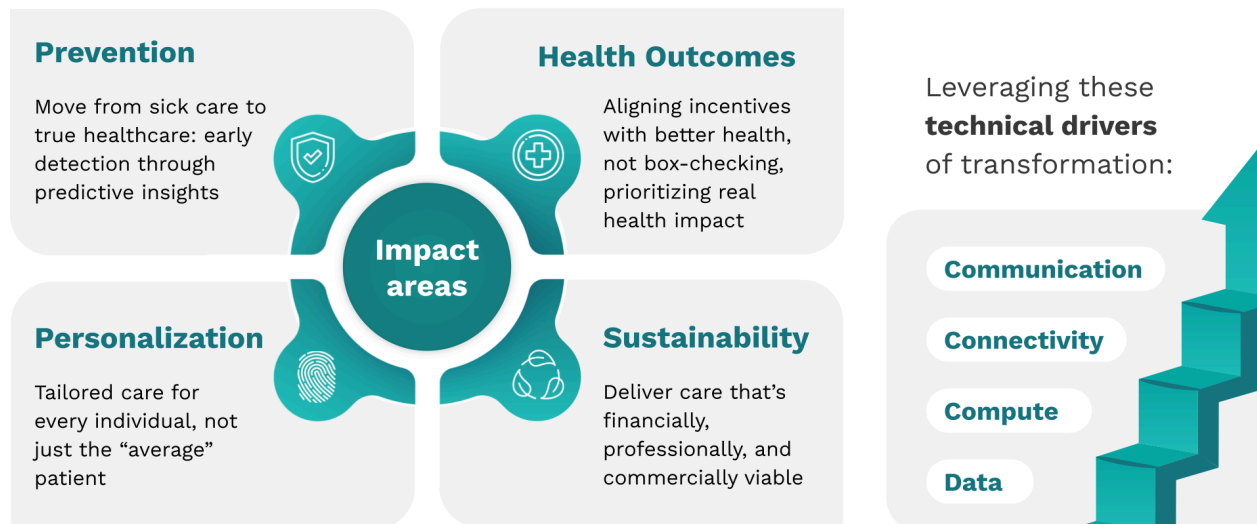 Prevention
Move from sick care to
true healthcare: early
detection through
predictive insights
Health Outcomes
Aligning incentives
with better health,
not box-checking,
prioritizing real
health impact
Impact
areas
Personalization
Tailored care for
every individual, not
just the “average”
patient
Sustainability
Deliver care that’s
financially,
professionally, and
commercially viable
Leveraging these
technical drivers
of transformation:
Communication
Connectivity
Compute
Data